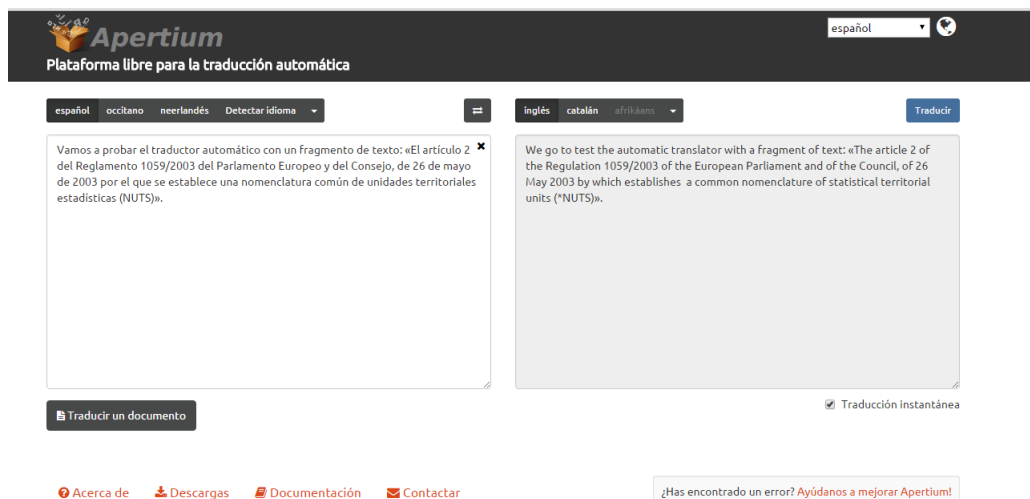 Apertium
español
Plataforma libre para la traducción automática
español occitano neerlandés Detectar idioma
inglés catalán afrikáans
Traducir
Vamos a probar el traductor automático con un fragmento de texto: «El artículo 2
del Reglamento 1059/2003 del Parlamento Europeo y del Consejo, de 26 de mayo
de 2003 por el que se establece una nomenclatura común de unidades territoriales
estadísticas (NUTS)».
We go to test the automatic translator with a fragment of text: «The article 2 of
the Regulation 1059/2003 of the European Parliament and of the Council, of 26
May 2003 by which establishes a common nomenclature of statistical territorial
units (*NUTS)».
Traducir un documento
Traducción instantánea
Acerca de Descargas Documentación Contactar
¿Has encontrado un error? Ayúdanos a mejorar Apertium!